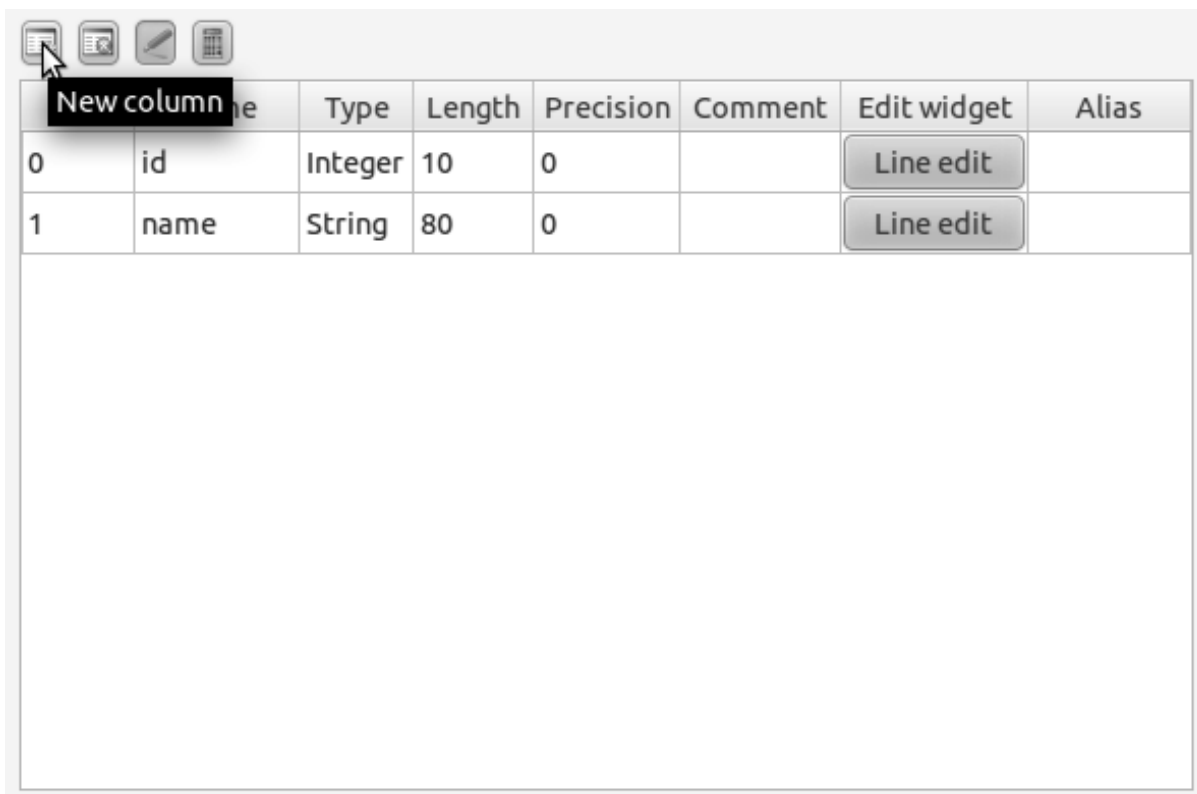 New column
Type Length Precision Comment Edit widget Alias
0 id Integer 10 0 Line edit
1 name String 80 0 Line edit